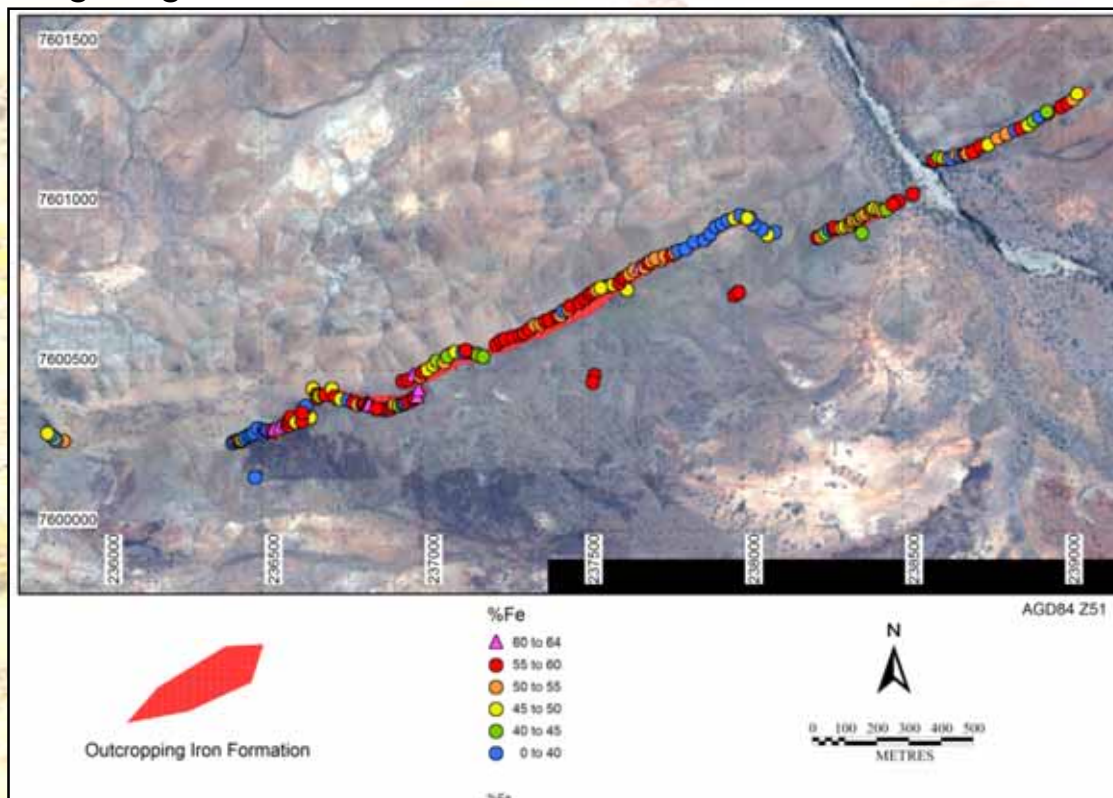 7601500
7601000
7600500
7600000
236000
236500
237000
237500
238000
238500
239000
AGD84 Z51
%Fe
60 to 64
55 to 60
50 to 55
45 to 50
40 to 45
0 to 40
Outcropping Iron Formation
N
0 100 200 300 400 500
METRES